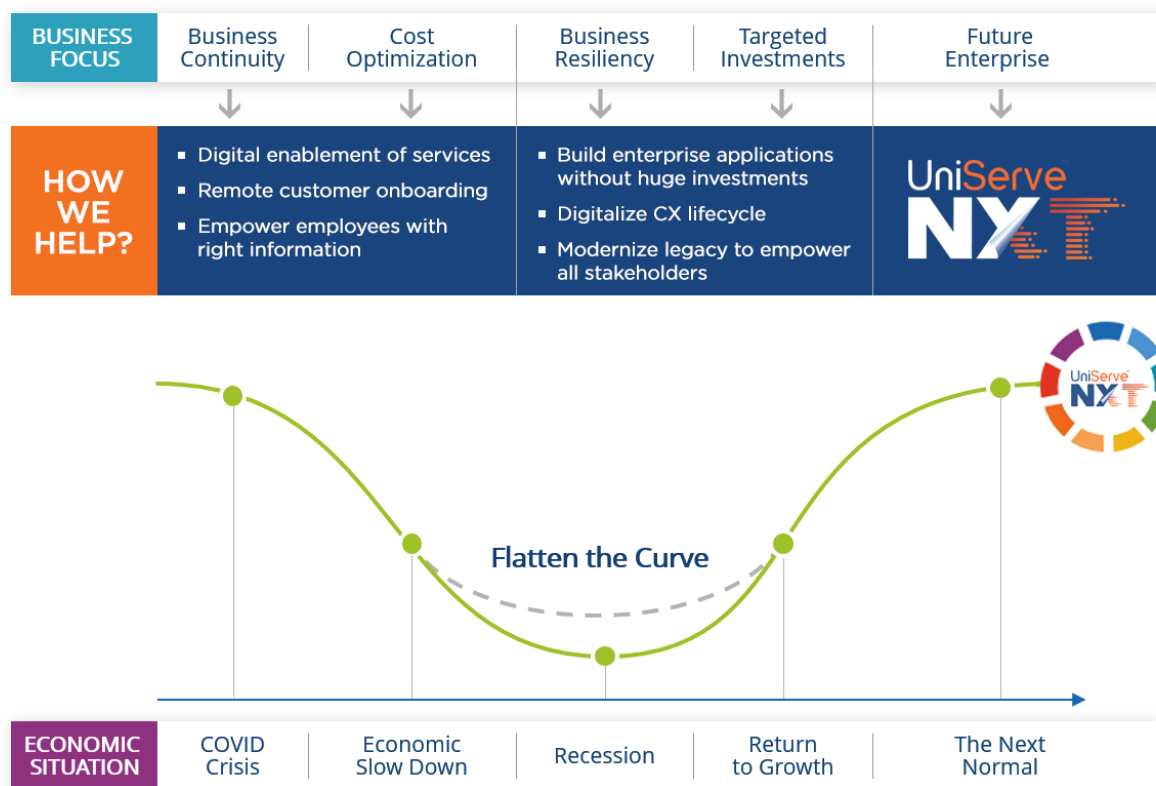 BUSINESS
FOCUS
Business
Continuity
Cost
Optimization
Business
Resiliency
Targeted
Investments
Future
Enterprise
HOW
WE
HELP?
▪ Digital enablement of services
▪ Remote customer onboarding
▪ Empower employees with
right information
▪ Build enterprise applications
without huge investments
▪ Digitalize CX lifecycle
▪ Modernize legacy to empower
all stakeholders
UniServe™
NXT
UniServe™
NXT
Flatten the Curve
ECONOMIC
SITUATION
COVID
Crisis
Economic
Slow Down
Recession
Return
to Growth
The Next
Normal